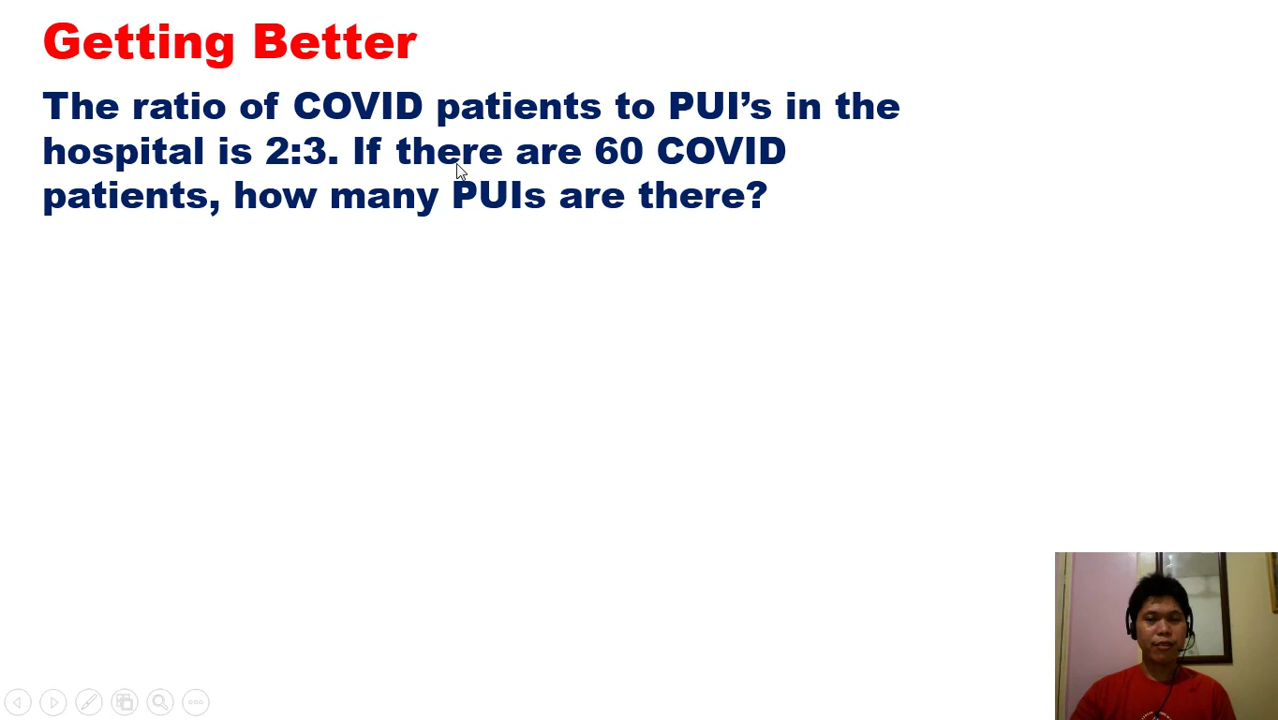 Getting Better
The ratio of COVID patients to PUI’s in the
hospital is 2:3. If there are 60 COVID
patients, how many PUIs are there?